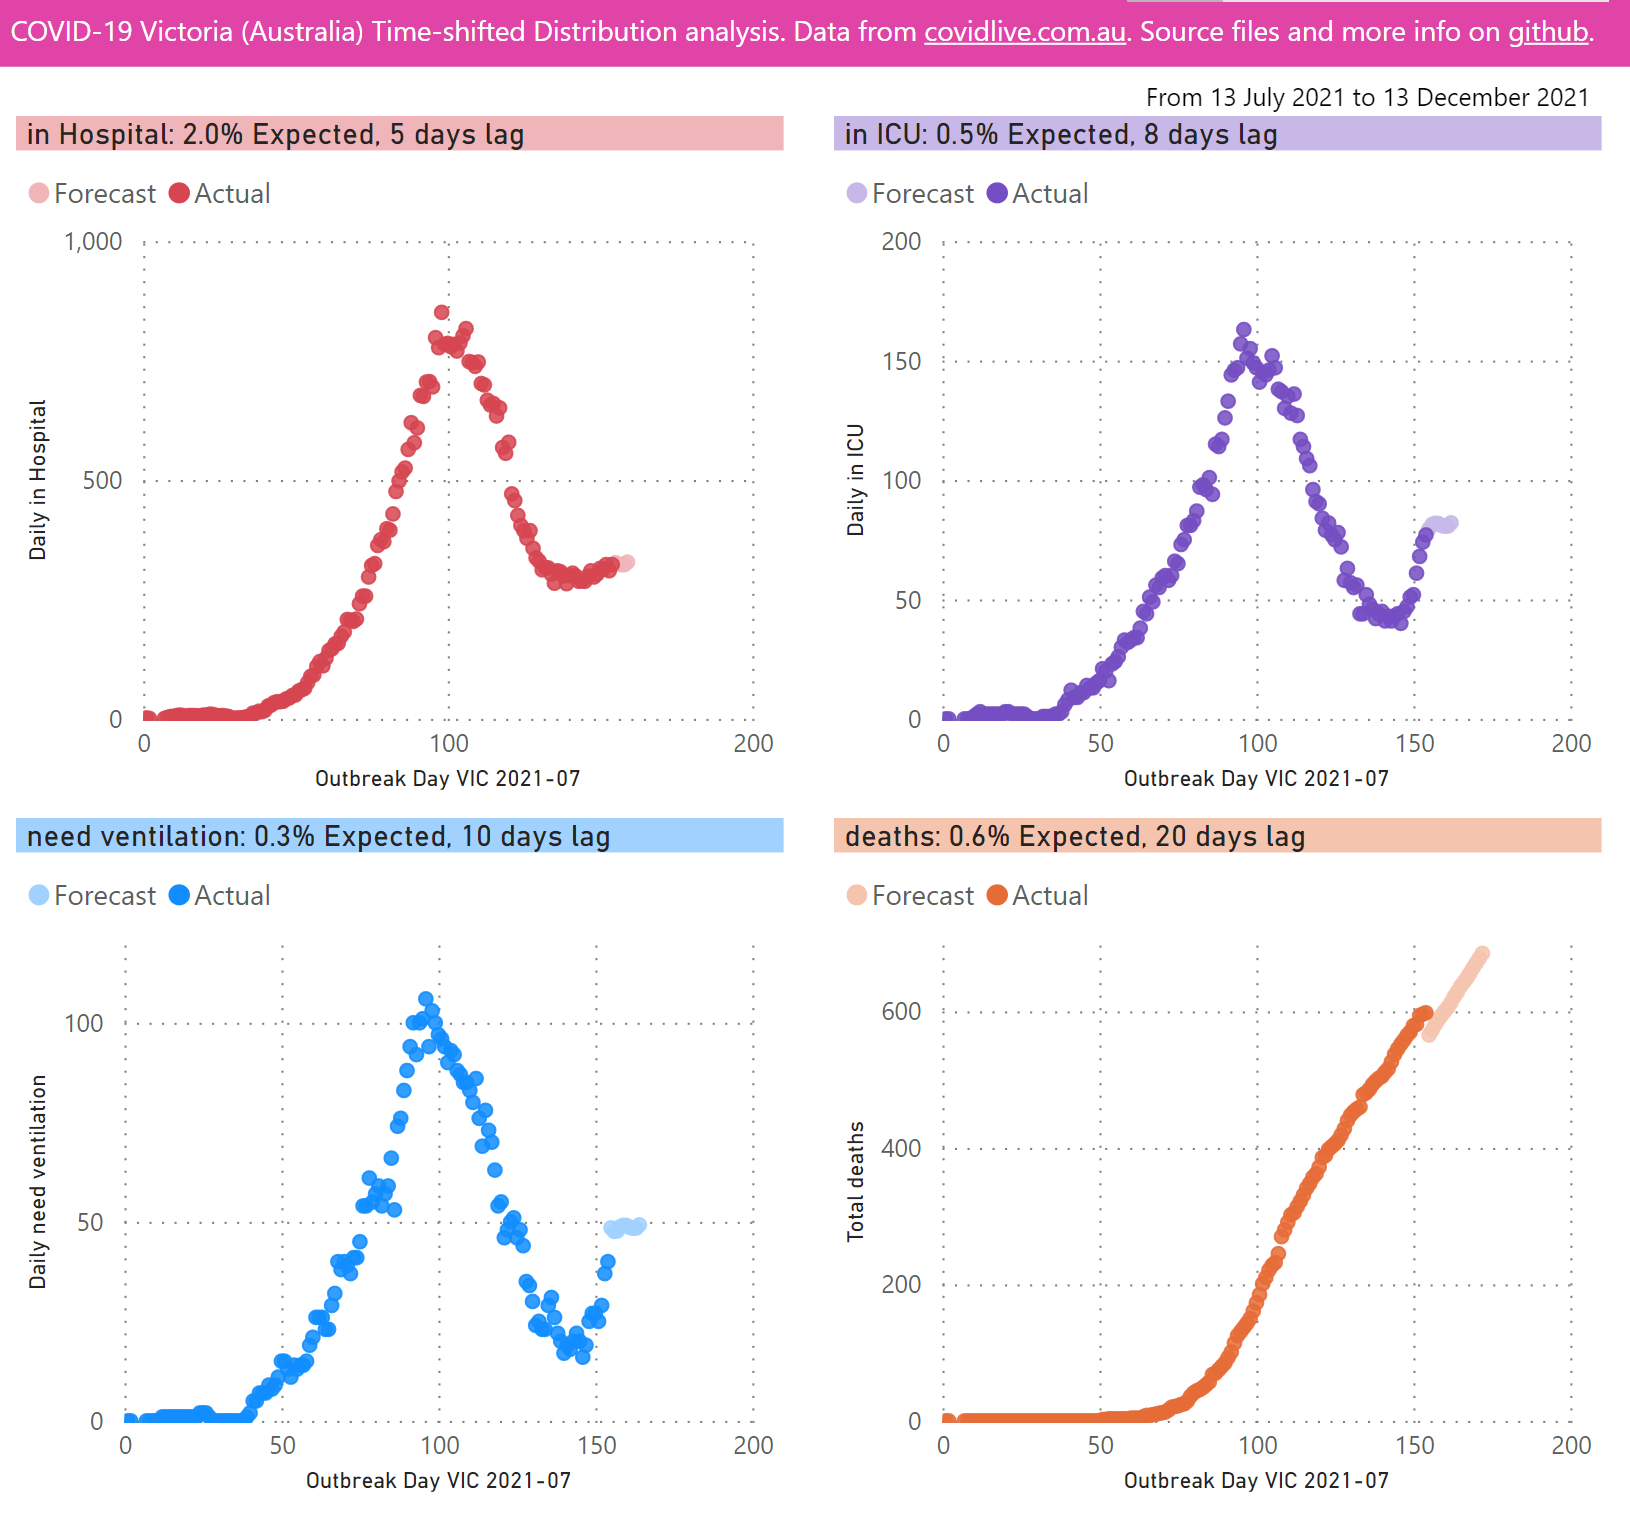 COVID-19 Victoria (Australia) Time-shifted Distribution analysis. Data from covidlive.com.au. Source files and more info on github.
From 13 July 2021 to 13 December 2021
in Hospital: 2.0% Expected, 5 days lag
Forecast Actual
1,000
500
0
Daily in Hospital
0 100 200
Outbreak Day VIC 2021-07
in ICU: 0.5% Expected, 8 days lag
Forecast Actual
200
150
100
50
0
Daily in ICU
0 50 100 150 200
Outbreak Day VIC 2021-07
need ventilation: 0.3% Expected, 10 days lag
Forecast Actual
100
50
0
Daily need ventilation
0 50 100 150 200
Outbreak Day VIC 2021-07
deaths: 0.6% Expected, 20 days lag
Forecast Actual
600
400
200
0
Total deaths
0 50 100 150 200
Outbreak Day VIC 2021-07